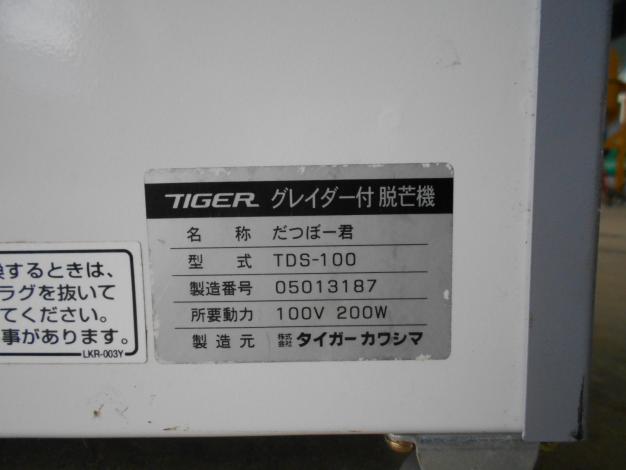 TIGER グレイダー付 脱芒機
名 称 だつぼー君
型 式 TDS-100
製造番号 05013187
所要動力 100V 200W
製造元 株式会社 タイガーカワシマ
するときは、
ラグを抜いて
てください。
事があります。
LKR-003Y